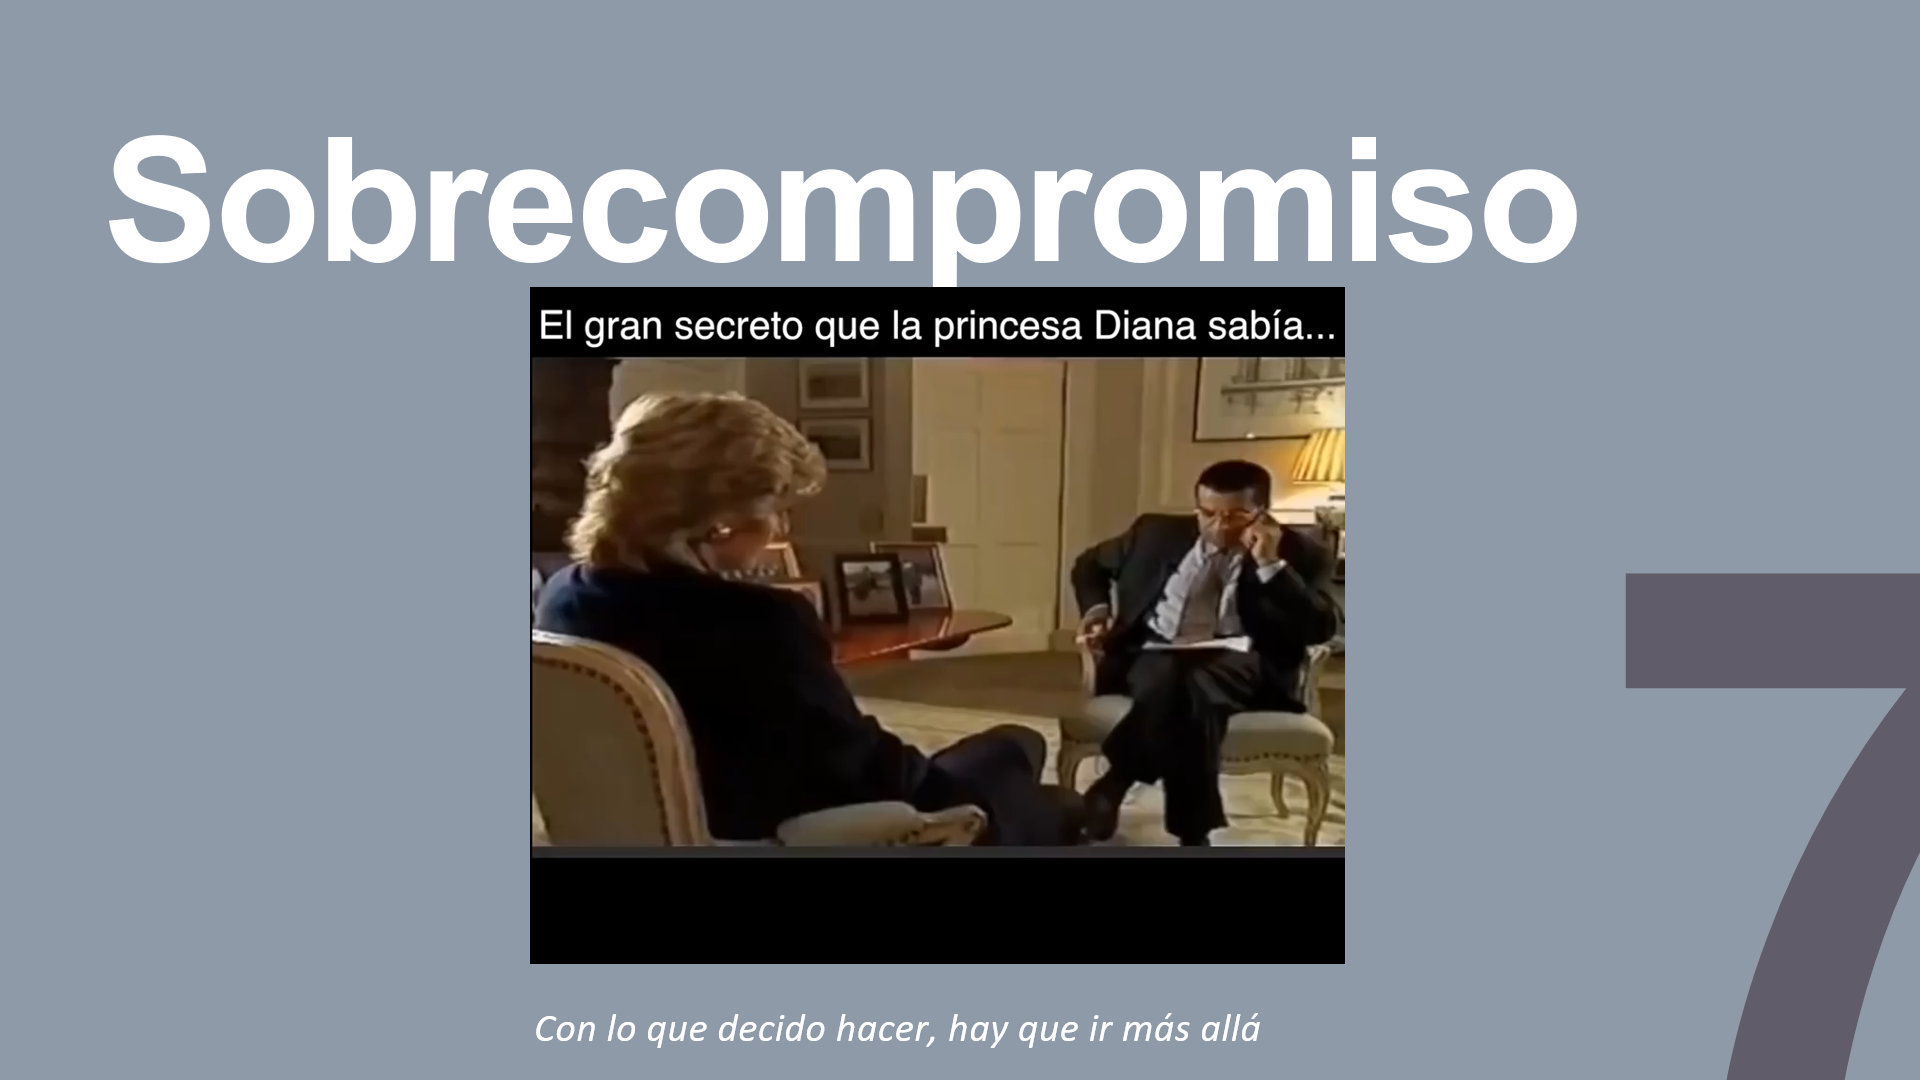 Sobrecompromiso
El gran secreto que la princesa Diana sabía...
7
Con lo que decido hacer, hay que ir más allá